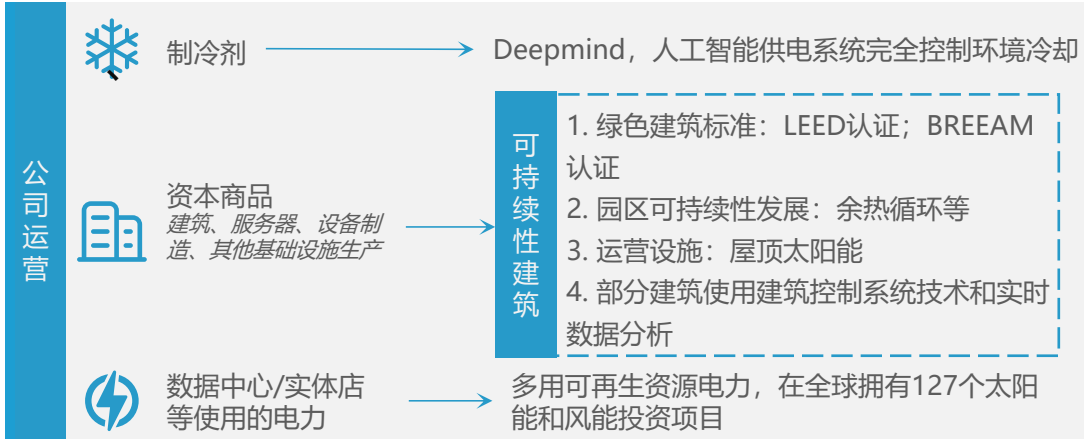 公司运营
制冷剂
Deepmind，人工智能供电系统完全控制环境冷却
资本商品
建筑、服务器、设备制
造、其他基础设施生产
可持续性建筑
1. 绿色建筑标准：LEED认证；BREEAM
认证
2. 园区可持续性发展：余热循环等
3. 运营设施：屋顶太阳能
4. 部分建筑使用建筑控制系统技术和实时
数据分析
数据中心/实体店
等使用的电力
多用可再生资源电力，在全球拥有127个太阳
能和风能投资项目